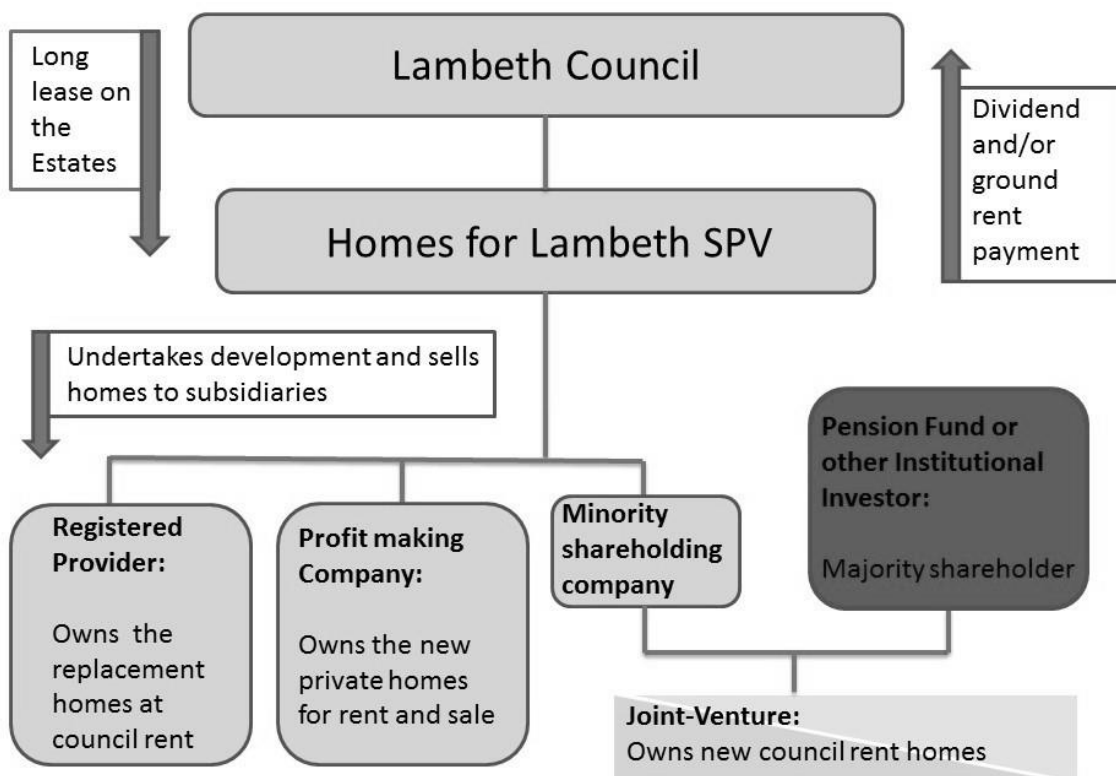 Lambeth Council
Long
lease on
the
Estates
Dividend
and/or
ground
rent
payment
Homes for Lambeth SPV
Undertakes development and sells
homes to subsidiaries
Registered
Provider:
Owns the
replacement
homes at
council rent
Profit making
Company:
Owns the new
private homes
for rent and sale
Minority
shareholding
company
Pension Fund or
other Institutional
Investor:
Majority shareholder
Joint-Venture:
Owns new council rent homes